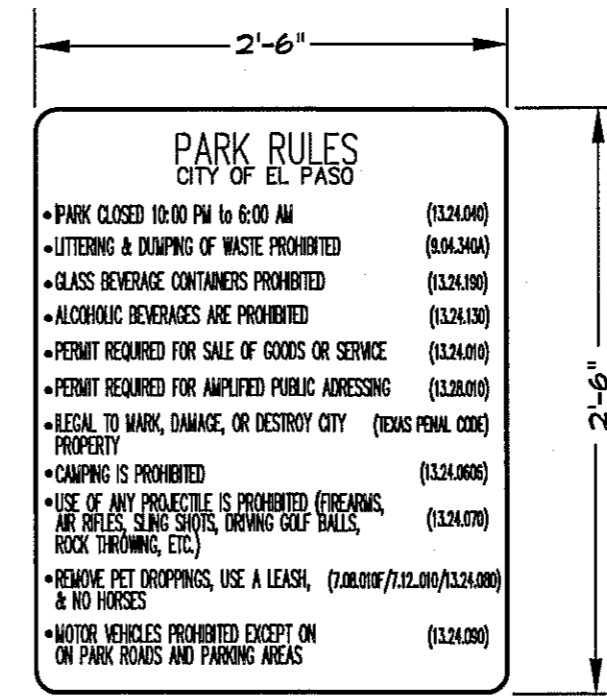 2'-6"
PARK RULES
CITY OF EL PASO
• PARK CLOSED 10:00 PM to 6:00 AM (13.24.040)
• LITTERING & DUMPING OF WASTE PROHIBITED (9.04.340A)
• GLASS BEVERAGE CONTAINERS PROHIBITED (13.24.190)
• ALCOHOLIC BEVERAGES ARE PROHIBITED (13.24.130)
• PERMIT REQUIRED FOR SALE OF GOODS OR SERVICE (13.24.010)
• PERMIT REQUIRED FOR AMPLIFIED PUBLIC ADRESSING (13.28.010)
• ILLEGAL TO MARK, DAMAGE, OR DESTROY CITY (TEXAS PENAL CODE)
PROPERTY
• CAMPING IS PROHIBITED (13.24.0606)
• USE OF ANY PROJECTILE IS PROHIBITED (FIREARMS,
AIR RIFLES, SLING SHOTS, DRIVING GOLF BALLS, (13.24.070)
ROCK THROWING, ETC.)
• REMOVE PET DROPPINGS, USE A LEASH, (7.08.010F/7.12..010/13.24.080)
& NO HORSES
• MOTOR VEHICLES PROHIBITED EXCEPT ON (13.24.090)
ON PARK ROADS AND PARKING AREAS
2'-6"